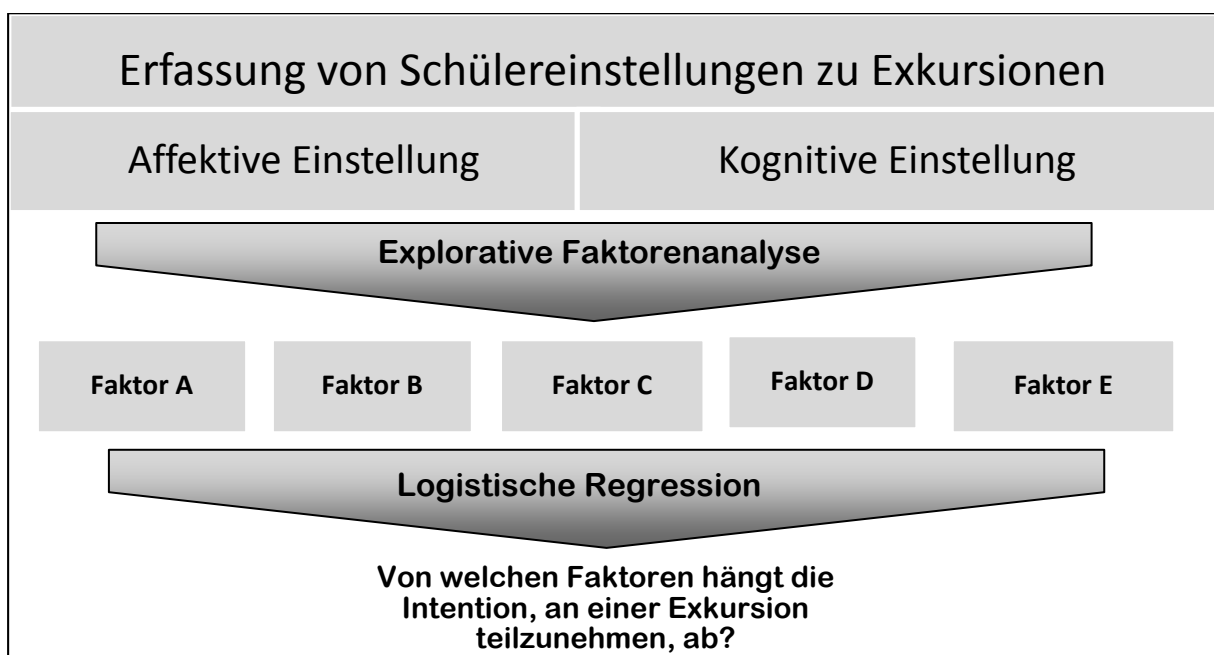 Erfassung von Schülereinstellungen zu Exkursionen
Affektive Einstellung
Kognitive Einstellung
Explorative Faktorenanalyse
Faktor A
Faktor B
Faktor C
Faktor D
Faktor E
Logistische Regression
Von welchen Faktoren hängt die
Intention, an einer Exkursion
teilzunehmen, ab?